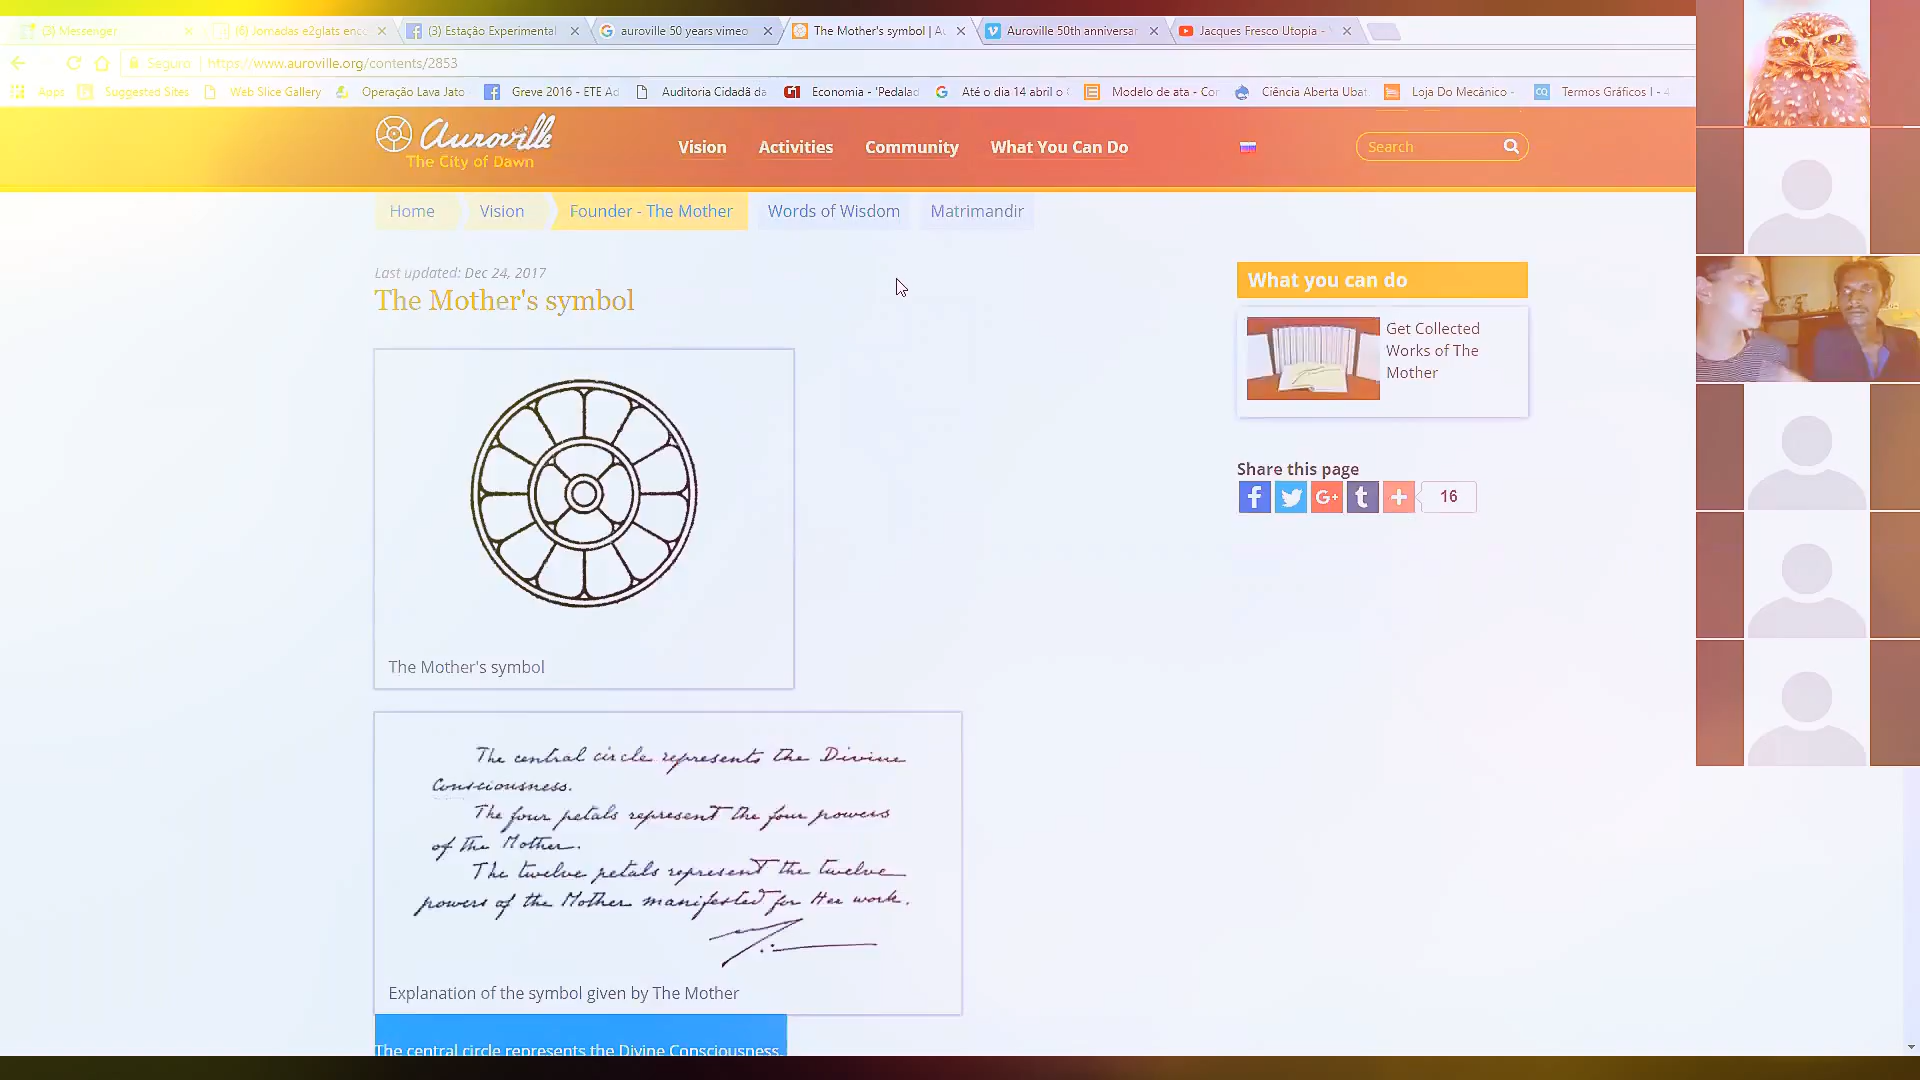 (3) Messenger
(6) Jornadas e2glats enc
(3) Estação Experimental
auroville 50 years vimeo
The Mother's symbol | Au
Auroville 50th anniversar
Jacques Fresco Utopia -
Seguro
https://www.auroville.org/contents/2853
Apps
Suggested Sites
Web Slice Gallery
Operação Lava Jato
Greve 2016 - ETE Ad
Auditoria Cidadã da
G1
Economia - 'Pedalad
Até o dia 14 abril o
Modelo de ata - Cor
Ciência Aberta Ubat
Loja Do Mecânico -
CQ
Termos Gráficos I - 4
Auroville
The City of Dawn
Vision
Activities
Community
What You Can Do
Search
Home
Vision
Founder - The Mother
Words of Wisdom
Matrimandir
Last updated: Dec 24, 2017
The Mother's symbol
The Mother's symbol
The central circle represents the Divine
Consciousness.
The four petals represent the four powers
of the Mother.
The twelve petals represent the twelve
powers of the Mother manifested for Her work.
Explanation of the symbol given by The Mother
The central circle represents the Divine Consciousness.
What you can do
Get Collected
Works of The
Mother
Share this page
16